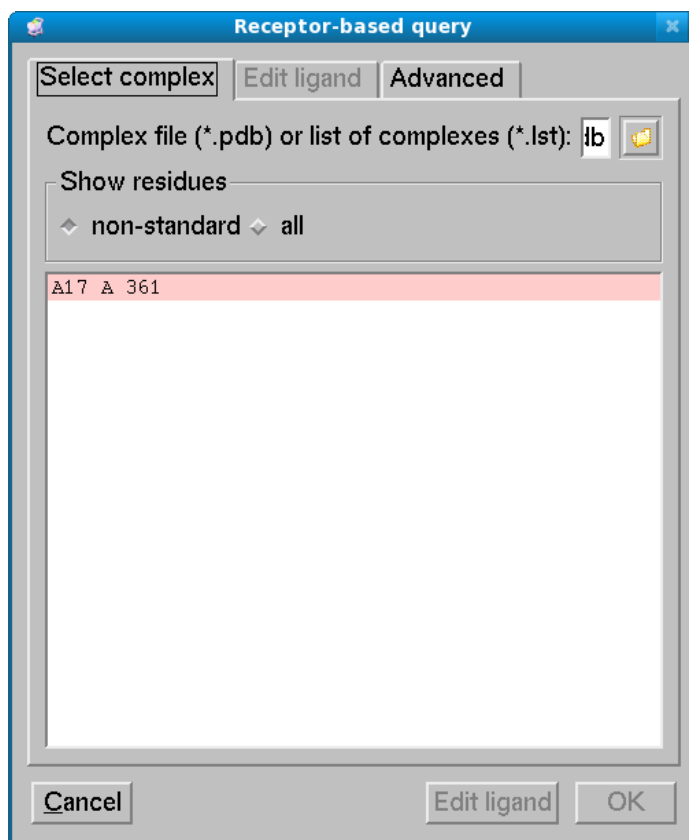 Receptor-based query
Select complex Edit ligand Advanced
Complex file (*.pdb) or list of complexes (*.lst): db
Show residues
non-standard all
A17 A 361
Cancel Edit ligand OK